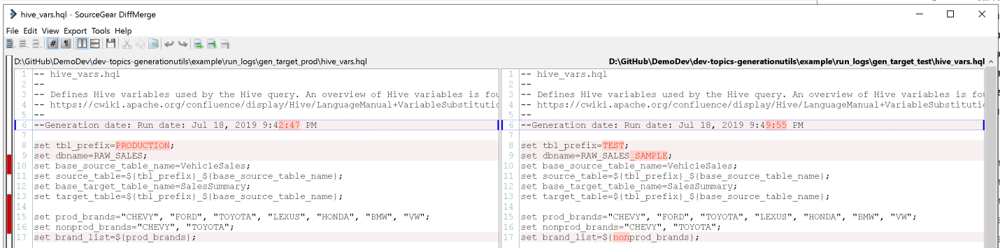 hive_vars.hql - SourceGear DiffMerge
File Edit View Export Tools Help
D:\GitHub\DemoDev\dev-topics-generationutils\example\run_logs\gen_target_prod\hive_vars.hql
1 -- hive_vars.hql
2 --
3 -- Defines Hive variables used by the Hive query. An overview of Hive variables is fou
4 -- https://cwiki.apache.org/confluence/display/Hive/LanguageManual+VariableSubstitutio
5 --
6 --Generation date: Run date: Jul 18, 2019 9:42:47 PM
7
8 set tbl_prefix=PRODUCTION;
9 set dbname=RAW_SALES;
10 set base_source_table_name=VehicleSales;
11 set source_table=${tbl_prefix}_${base_source_table_name};
12 set base_target_table_name=SalesSummary;
13 set target_table=${tbl_prefix}_${base_source_table_name};
14
15 set prod_brands="CHEVY", "FORD", "TOYOTA", "LEXUS", "HONDA", "BMW", "VW";
16 set nonprod_brands="CHEVY", "TOYOTA";
17 set brand_list=${prod_brands};
D:\GitHub\DemoDev\dev-topics-generationutils\example\run_logs\gen_target_test\hive_vars.hql
1 -- hive_vars.hql
2 --
3 -- Defines Hive variables used by the Hive query. An overview of Hive variables is fou
4 -- https://cwiki.apache.org/confluence/display/Hive/LanguageManual+VariableSubstitutio
5 --
6 --Generation date: Run date: Jul 18, 2019 9:49:55 PM
7
8 set tbl_prefix=TEST;
9 set dbname=RAW_SALES_SAMPLE;
10 set base_source_table_name=VehicleSales;
11 set source_table=${tbl_prefix}_${base_source_table_name};
12 set base_target_table_name=SalesSummary;
13 set target_table=${tbl_prefix}_${base_source_table_name};
14
15 set prod_brands="CHEVY", "FORD", "TOYOTA", "LEXUS", "HONDA", "BMW", "VW";
16 set nonprod_brands="CHEVY", "TOYOTA";
17 set brand_list=${nonprod_brands};